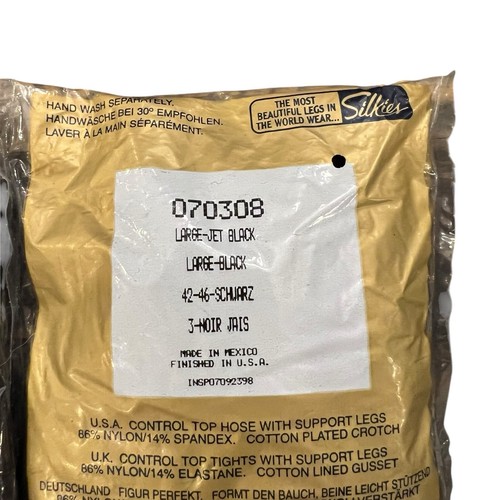 HAND WASH SEPARATELY.
HANDWÄSCHE BEI 30° EMPFOHLEN.
LAVER À LA MAIN SÉPARÉMENT.
THE MOST
BEAUTIFUL LEGS IN
THE WORLD WEAR...
Silkies
070308
LARGE-JET BLACK
LARGE-BLACK
42-46-SCHWARZ
3-NOIR JAIS
MADE IN MEXICO
FINISHED IN U.S.A.
INSP07092398
U.S.A. CONTROL TOP HOSE WITH SUPPORT LEGS
86% NYLON/14% SPANDEX. COTTON PLATED CROTCH
U.K. CONTROL TOP TIGHTS WITH SUPPORT LEGS
86% NYLON/14% ELASTANE. COTTON LINED GUSSET
DEUTSCHLAND FIGUR PERFEKT. FORMT DEN BAUCH, BEINE LEICHT STÜTZEND